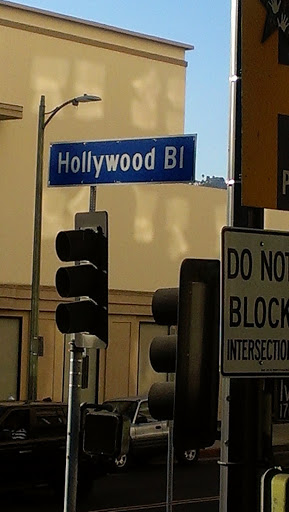 Hollywood Bl
DO NOT
BLOCK
INTERSECTION